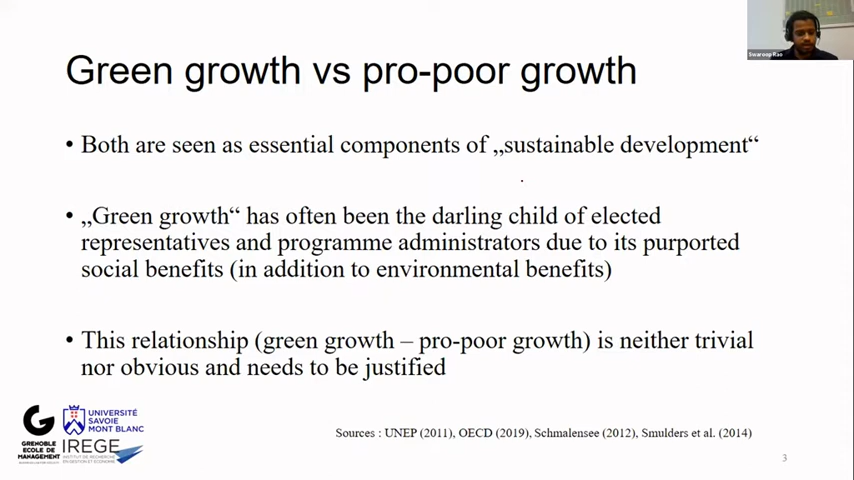 Swaroop Rao
Green growth vs pro-poor growth
• Both are seen as essential components of „sustainable development“
• „Green growth“ has often been the darling child of elected
representatives and programme administrators due to its purported
social benefits (in addition to environmental benefits)
• This relationship (green growth – pro-poor growth) is neither trivial
nor obvious and needs to be justified
GRENOBLE
ECOLE DE
MANAGEMENT
UNIVERSITÉ
SAVOIE
MONT BLANC
IREGE
INSTITUT DE RECHERCHE
EN GESTION ET ECONOMIE
Sources : UNEP (2011), OECD (2019), Schmalensee (2012), Smulders et al. (2014)
3